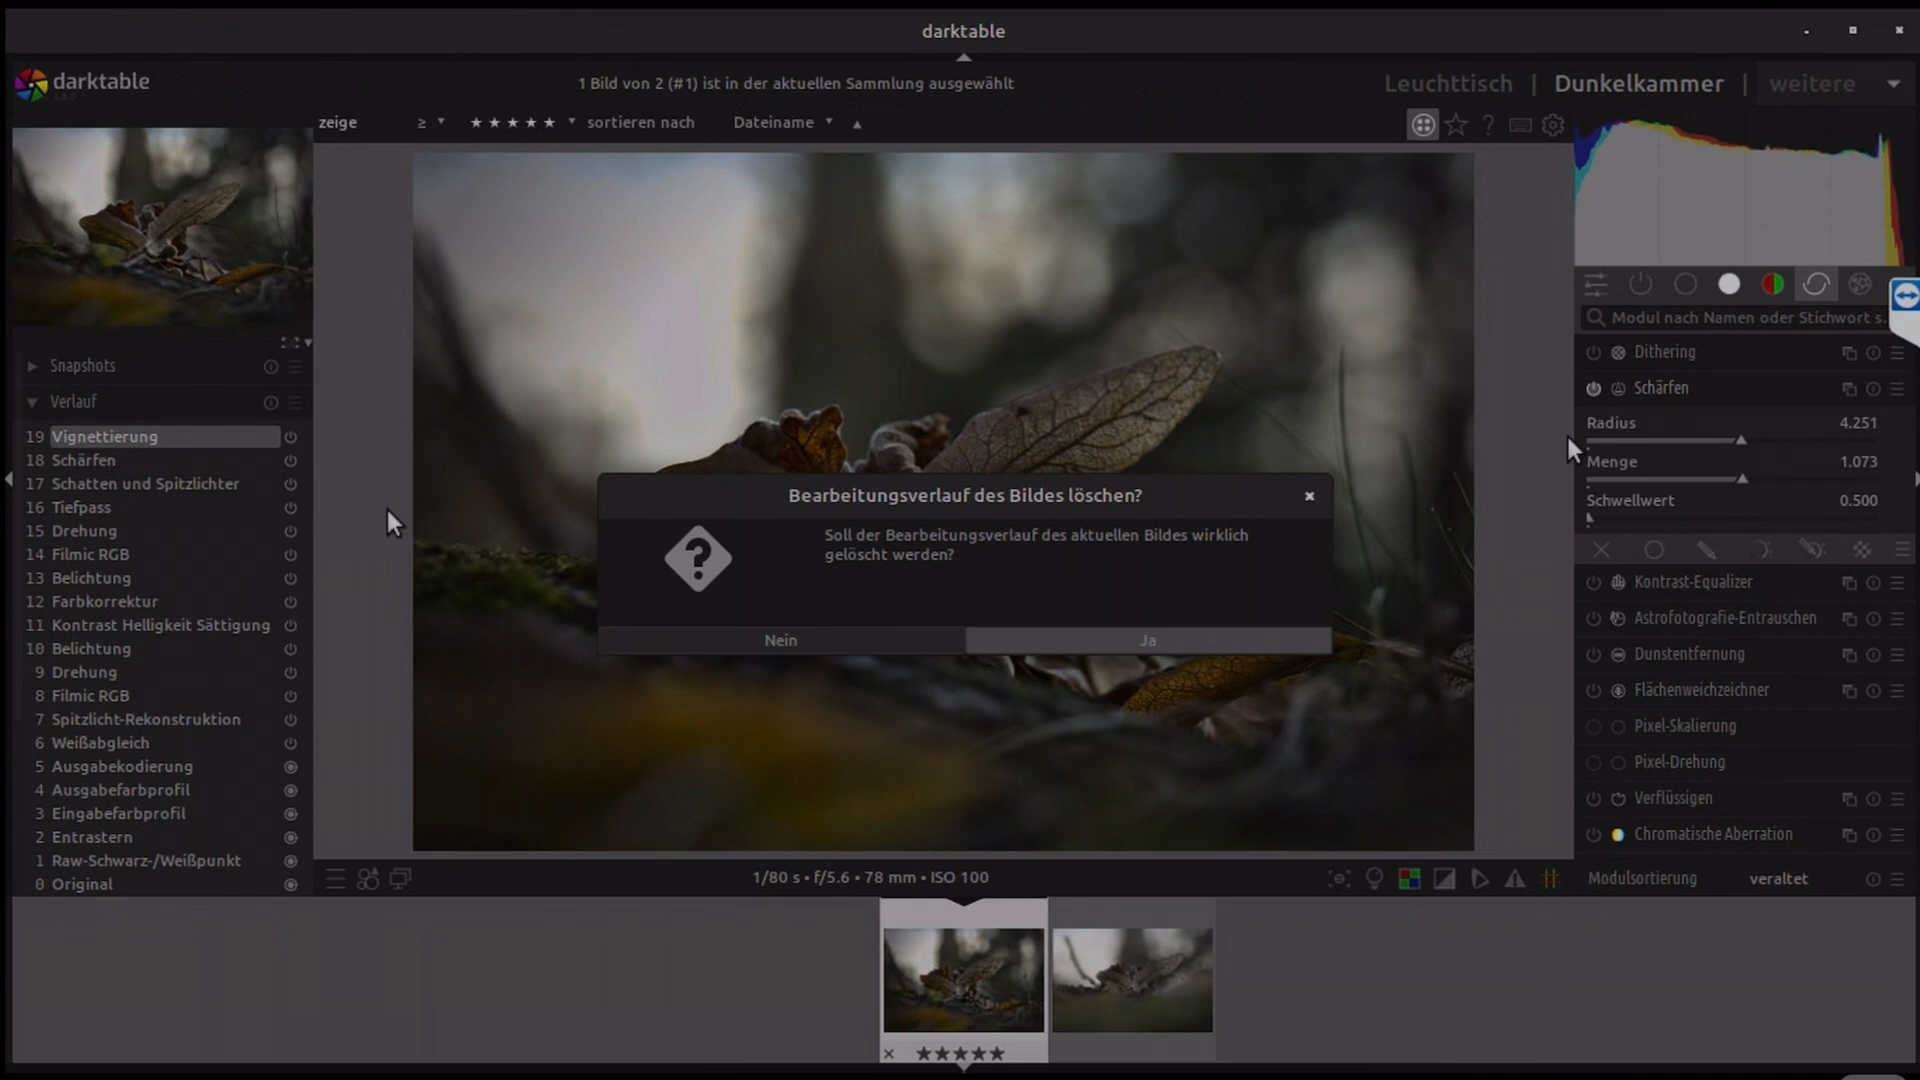 darktable
darktable
1 Bild von 2 (#1) ist in der aktuellen Sammlung ausgewählt
Leuchttisch | Dunkelkammer | weitere
zeige ≥ ★ ★ ★ ★ ★ sortieren nach Dateiname
Snapshots
Verlauf
19 Vignettierung
18 Schärfen
17 Schatten und Spitzlichter
16 Tiefpass
15 Drehung
14 Filmic RGB
13 Belichtung
12 Farbkorrektur
11 Kontrast Helligkeit Sättigung
10 Belichtung
9 Drehung
8 Filmic RGB
7 Spitzlicht-Rekonstruktion
6 Weißabgleich
5 Ausgabekodierung
4 Ausgabefarbprofil
3 Eingabefarbprofil
2 Entrastern
1 Raw-Schwarz-/Weißpunkt
0 Original
Bearbeitungsverlauf des Bildes löschen?
Soll der Bearbeitungsverlauf des aktuellen Bildes wirklich
gelöscht werden?
Nein
Ja
1/80 s • f/5.6 • 78 mm • ISO 100
Modul nach Namen oder Stichwort s.
Dithering
Schärfen
Radius 4.251
Menge 1.073
Schwellwert 0.500
Kontrast-Equalizer
Astrofotografie-Entrauschen
Dunstentfernung
Flächenweichzeichner
Pixel-Skalierung
Pixel-Drehung
Verflüssigen
Chromatische Aberration
Modulsortierung veraltet